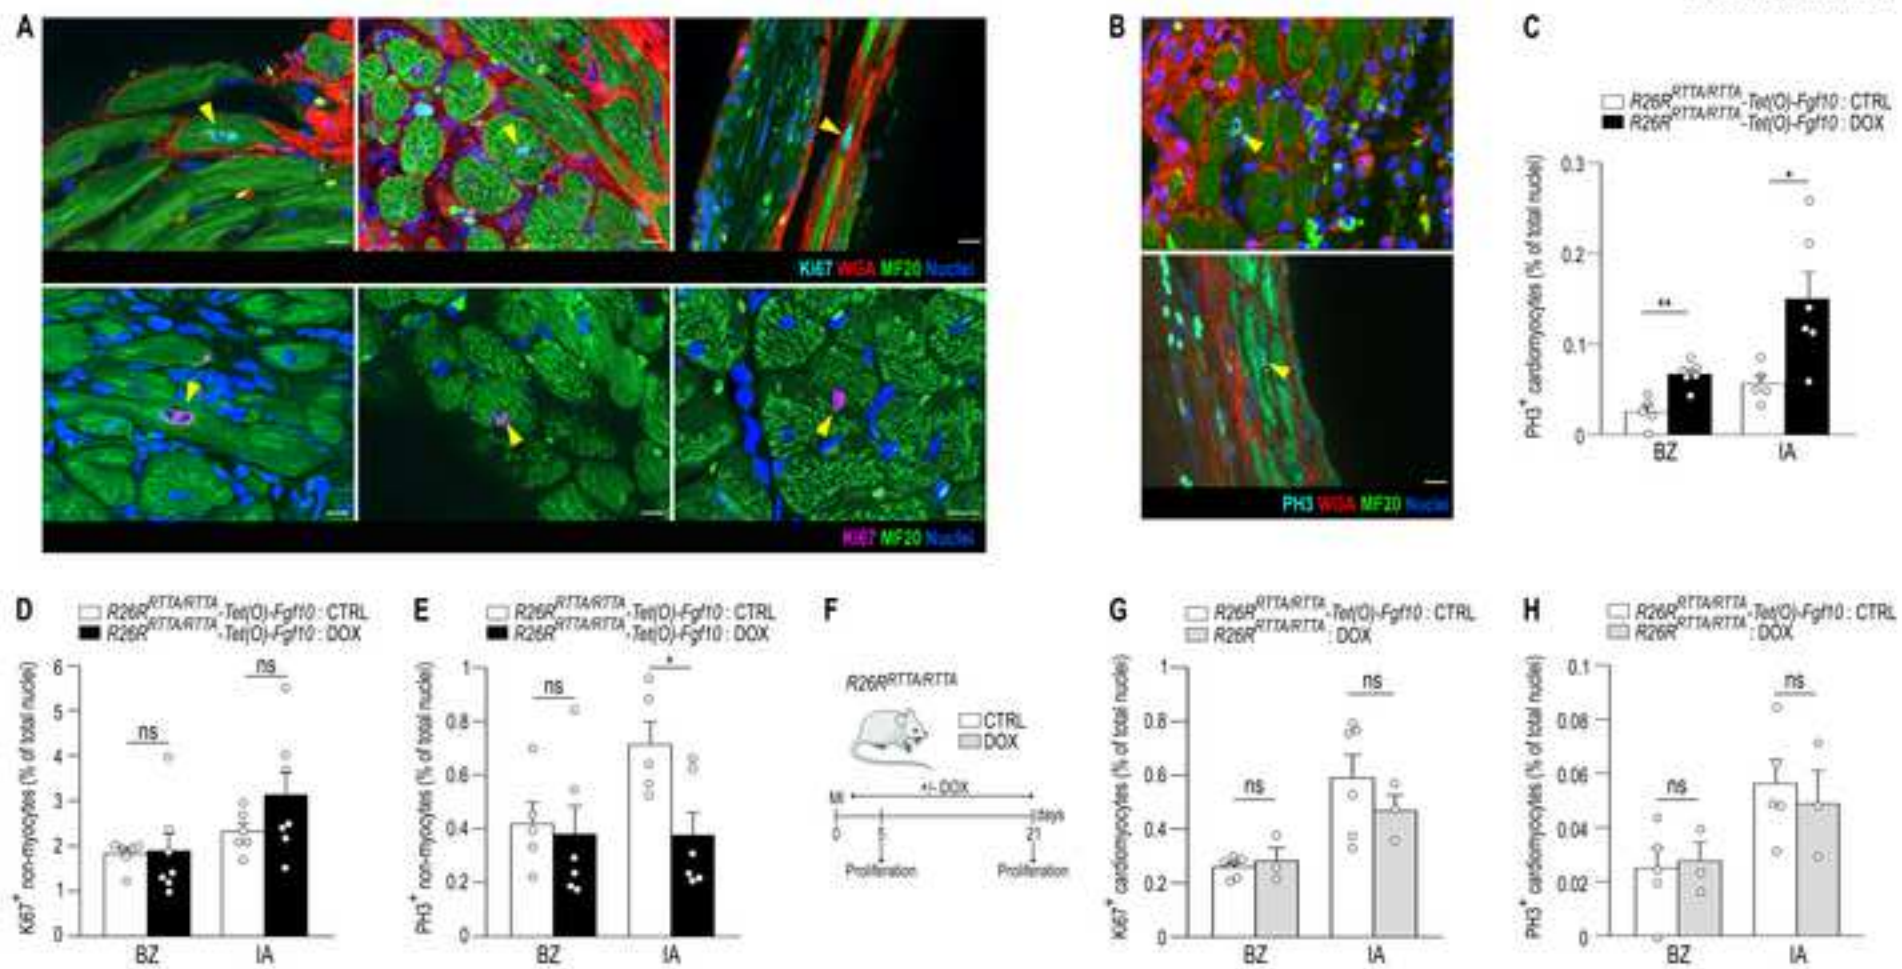 A
Ki67 WGA MF20 Nuclei
Ki67 MF20 Nuclei
B
PH3 WGA MF20 Nuclei
C
R26R^RTTA/RTTA-Tet(O)-Fgf10 : CTRL
R26R^RTTA/RTTA-Tet(O)-Fgf10 : DOX
PH3+ cardiomyocytes (% of total nuclei)
0.3
0.2
0.1
0
**
*
BZ
IA
D
R26R^RTTA/RTTA-Tet(O)-Fgf10 : CTRL
R26R^RTTA/RTTA-Tet(O)-Fgf10 : DOX
Ki67+ non-myocytes (% of total nuclei)
6
5
4
3
2
1
0
ns
ns
BZ
IA
E
R26R^RTTA/RTTA-Tet(O)-Fgf10 : CTRL
R26R^RTTA/RTTA-Tet(O)-Fgf10 : DOX
PH3+ non-myocytes (% of total nuclei)
1
0.8
0.6
0.4
0.2
0
ns
*
BZ
IA
F
R26R^RTTA/RTTA
CTRL
DOX
+/- DOX
MI
days
0
5
21
Proliferation
Proliferation
G
R26R^RTTA/RTTA-Tet(O)-Fgf10 : CTRL
R26R^RTTA/RTTA : DOX
Ki67+ cardiomyocytes (% of total nuclei)
1
0.8
0.6
0.4
0.2
0
ns
ns
BZ
IA
H
R26R^RTTA/RTTA-Tet(O)-Fgf10 : CTRL
R26R^RTTA/RTTA : DOX
PH3+ cardiomyocytes (% of total nuclei)
0.1
0.08
0.06
0.04
0.02
0
ns
ns
BZ
IA